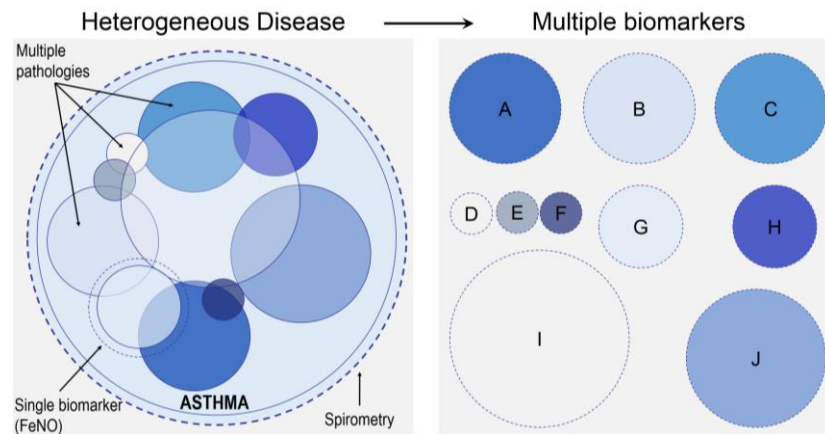 Heterogeneous Disease
Multiple biomarkers
Multiple
pathologies
Single biomarker
(FeNO)
ASTHMA
Spirometry
A
B
C
D
E
F
G
H
I
J